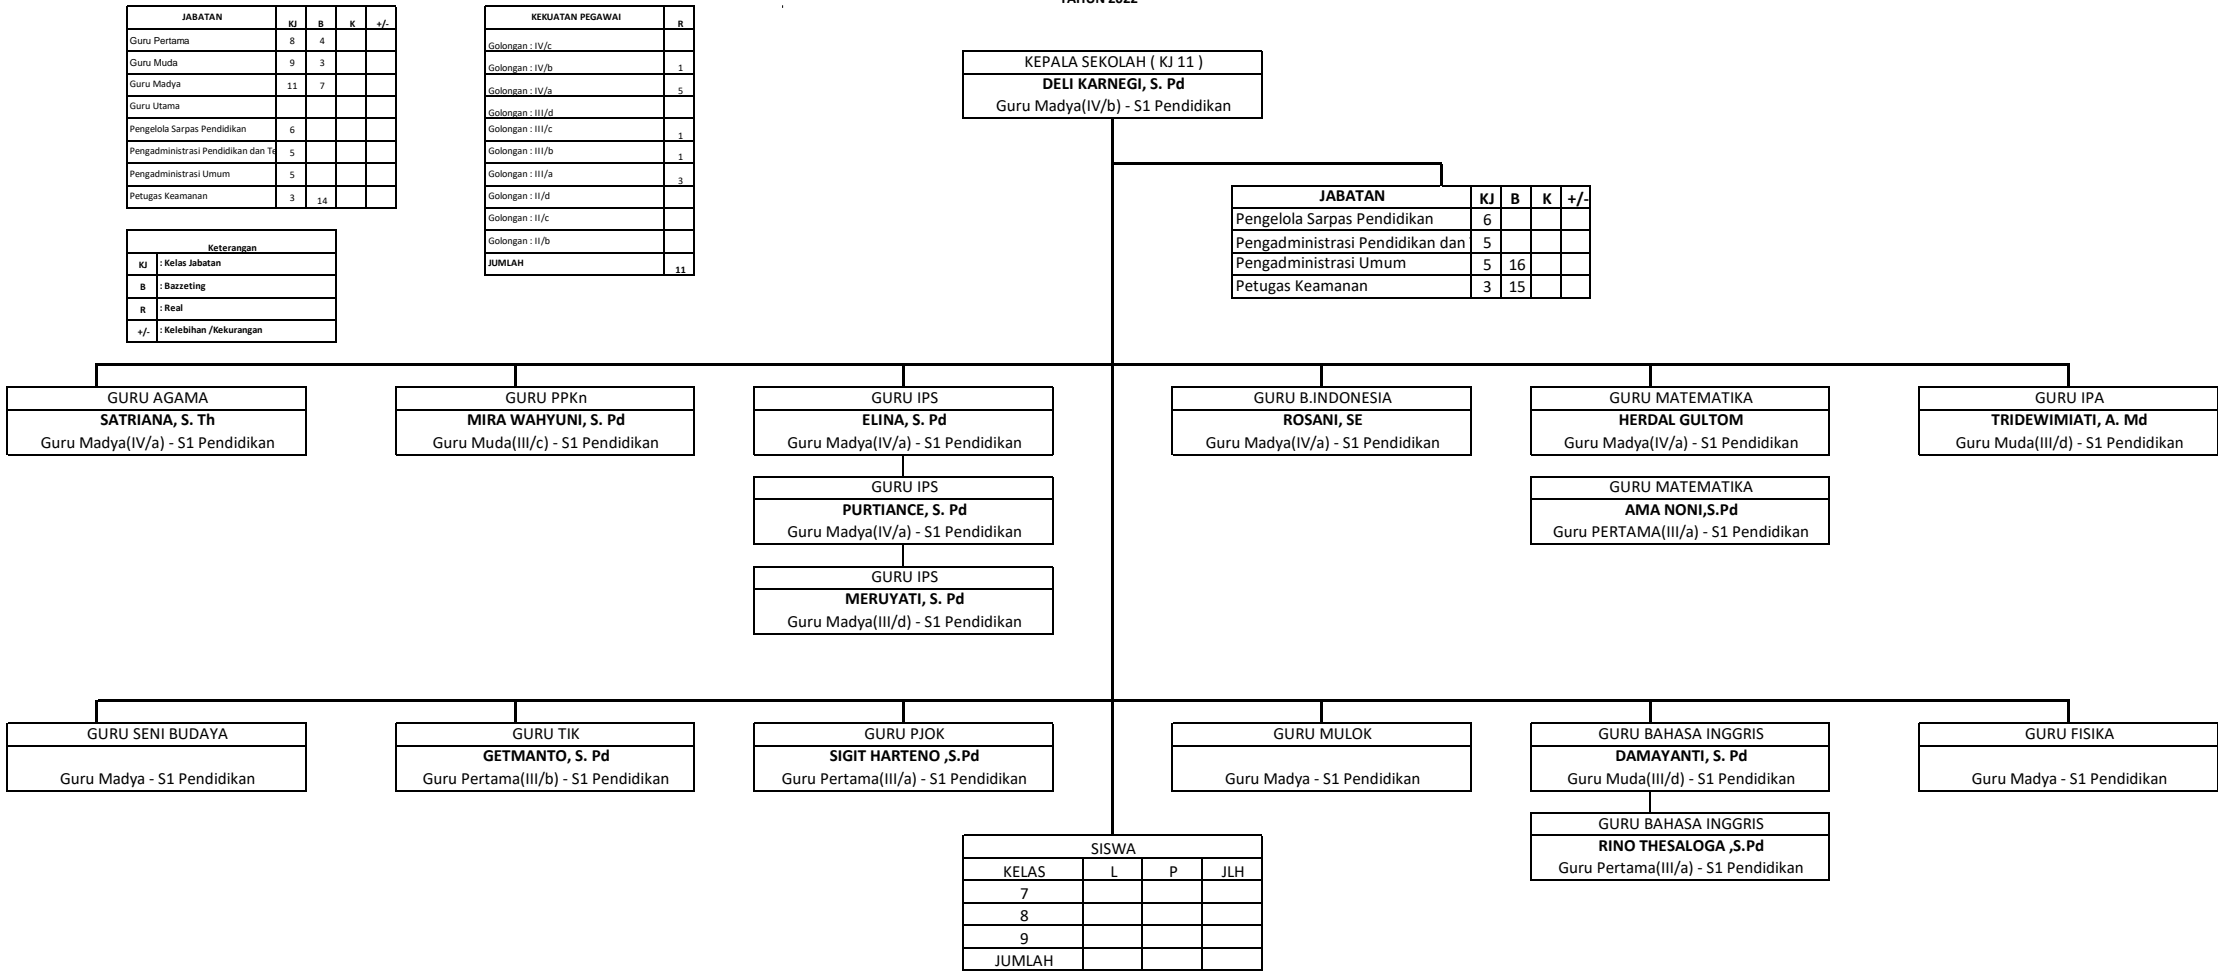 TAHUN 2022
JABATAN KJ B K +/-
Guru Pertama 8 4
Guru Muda 9 3
Guru Madya 11 7
Guru Utama
Pengelola Sarpas Pendidikan 6
Pengadministrasi Pendidikan dan Te 5
Pengadministrasi Umum 5
Petugas Keamanan 3 14
Keterangan
KJ : Kelas Jabatan
B : Bazzeting
R : Real
+/- : Kelebihan /Kekurangan
KEKUATAN PEGAWAI R
Golongan : IV/c
Golongan : IV/b 1
Golongan : IV/a 5
Golongan : III/d
Golongan : III/c 1
Golongan : III/b 1
Golongan : III/a 3
Golongan : II/d
Golongan : II/c
Golongan : II/b
JUMLAH 11
KEPALA SEKOLAH ( KJ 11 )
DELI KARNEGI, S. Pd
Guru Madya(IV/b) - S1 Pendidikan
JABATAN KJ B K +/-
Pengelola Sarpas Pendidikan 6
Pengadministrasi Pendidikan dan 5
Pengadministrasi Umum 5 16
Petugas Keamanan 3 15
GURU AGAMA
SATRIANA, S. Th
Guru Madya(IV/a) - S1 Pendidikan
GURU PPKn
MIRA WAHYUNI, S. Pd
Guru Muda(III/c) - S1 Pendidikan
GURU IPS
ELINA, S. Pd
Guru Madya(IV/a) - S1 Pendidikan
GURU IPS
PURTIANCE, S. Pd
Guru Madya(IV/a) - S1 Pendidikan
GURU IPS
MERUYATI, S. Pd
Guru Madya(III/d) - S1 Pendidikan
GURU B.INDONESIA
ROSANI, SE
Guru Madya(IV/a) - S1 Pendidikan
GURU MATEMATIKA
HERDAL GULTOM
Guru Madya(IV/a) - S1 Pendidikan
GURU MATEMATIKA
AMA NONI,S.Pd
Guru PERTAMA(III/a) - S1 Pendidikan
GURU IPA
TRIDEWIMIATI, A. Md
Guru Muda(III/d) - S1 Pendidikan
GURU SENI BUDAYA
Guru Madya - S1 Pendidikan
GURU TIK
GETMANTO, S. Pd
Guru Pertama(III/b) - S1 Pendidikan
GURU PJOK
SIGIT HARTENO ,S.Pd
Guru Pertama(III/a) - S1 Pendidikan
GURU MULOK
Guru Madya - S1 Pendidikan
GURU BAHASA INGGRIS
DAMAYANTI, S. Pd
Guru Muda(III/d) - S1 Pendidikan
GURU BAHASA INGGRIS
RINO THESALOGA ,S.Pd
Guru Pertama(III/a) - S1 Pendidikan
GURU FISIKA
Guru Madya - S1 Pendidikan
SISWA
KELAS L P JLH
7
8
9
JUMLAH